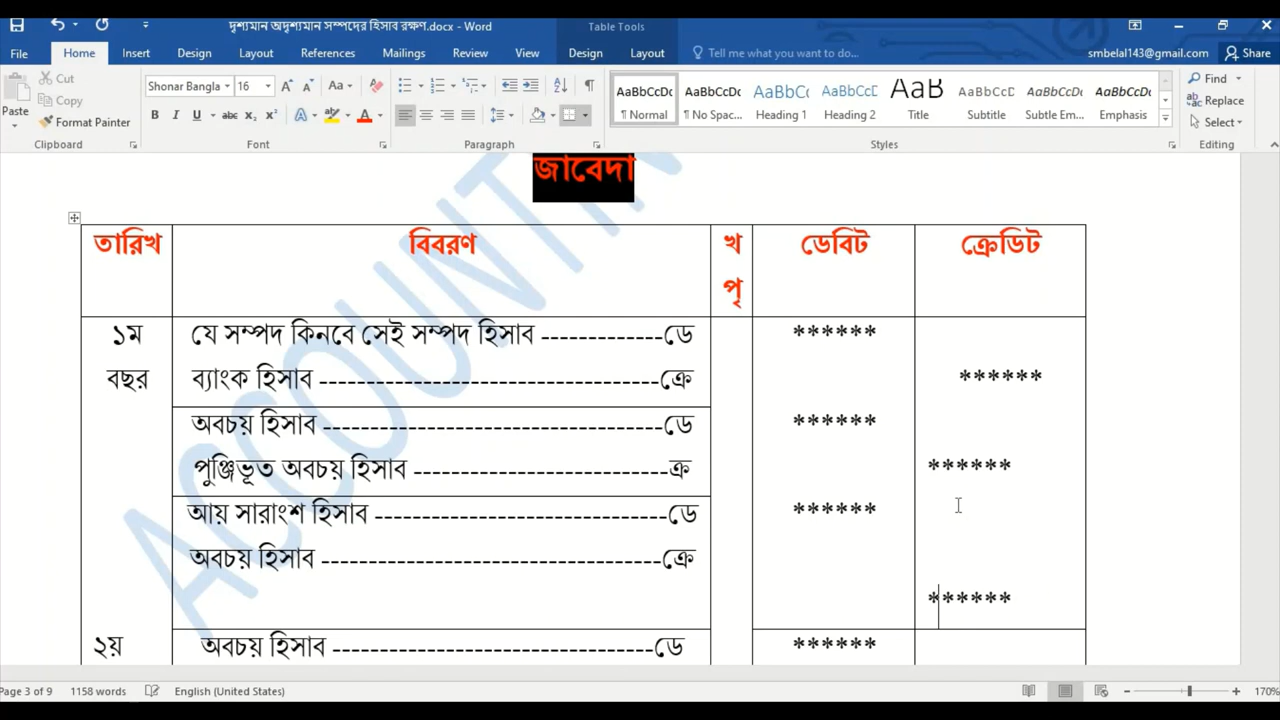 দৃশ্যমান অদৃশ্যমান সম্পদের হিসাব রক্ষণ.docx - Word
Table Tools
File Home Insert Design Layout References Mailings Review View Design Layout Tell me what you want to do... smbelal143@gmail.com Share
Cut
Copy
Format Painter
Paste
Clipboard
Shonar Bangla 16
Font
Paragraph
AaBbCcDc AaBbCcDc AaBbCc AaBbCcD AaB AaBbCcD AaBbCcDt AaBbCcDt
¶ Normal ¶ No Spac... Heading 1 Heading 2 Title Subtitle Subtle Em... Emphasis
Styles
Find
Replace
Select
Editing
ACCOUNTIN
জাবেদা
তারিখ বিবরণ খ পৃ ডেবিট ক্রেডিট
১ম যে সম্পদ কিনবে সেই সম্পদ হিসাব -------------ডে ******
বছর ব্যাংক হিসাব ------------------------------------ক্রে ******
অবচয় হিসাব ------------------------------------ডে ******
পুঞ্জিভূত অবচয় হিসাব ---------------------------ক্র ******
আয় সারাংশ হিসাব -------------------------------ডে ******
অবচয় হিসাব ------------------------------------ক্রে
******
২য় অবচয় হিসাব ----------------------------------ডে ******
Page 3 of 9 1158 words English (United States) 170%